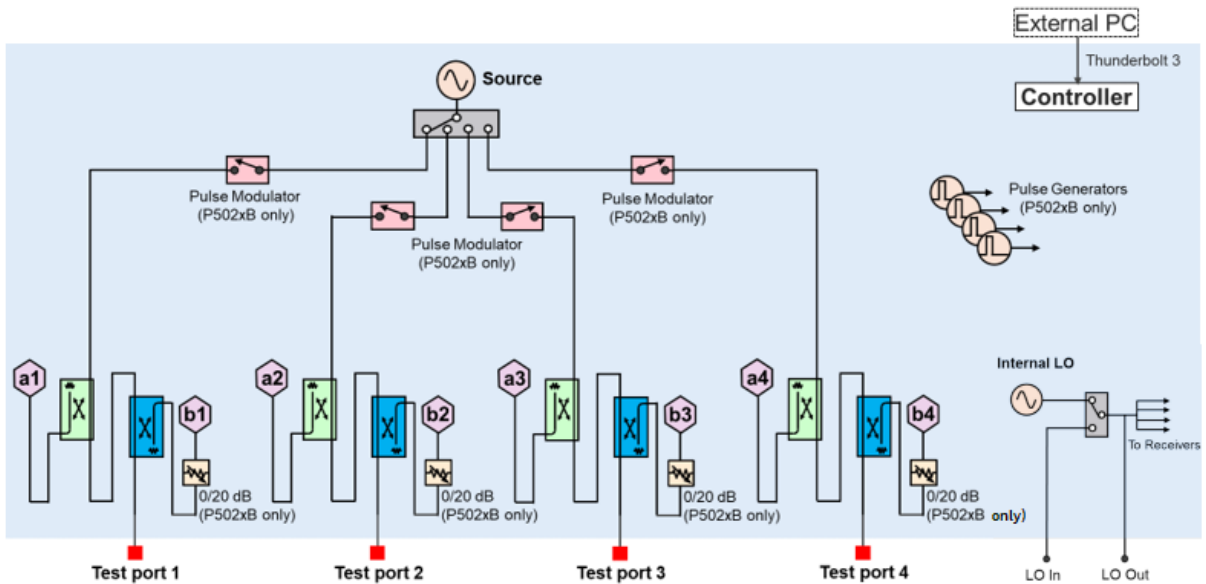 External PC
Thunderbolt 3
Controller
Source
Pulse Modulator
(P502xB only)
Pulse Modulator
(P502xB only)
Pulse Modulator
(P502xB only)
Pulse Generators
(P502xB only)
a1
b1
0/20 dB
(P502xB only)
a2
b2
0/20 dB
(P502xB only)
a3
b3
0/20 dB
(P502xB only)
a4
b4
0/20 dB
(P502xB only)
Internal LO
To Receivers
Test port 1
Test port 2
Test port 3
Test port 4
LO In
LO Out